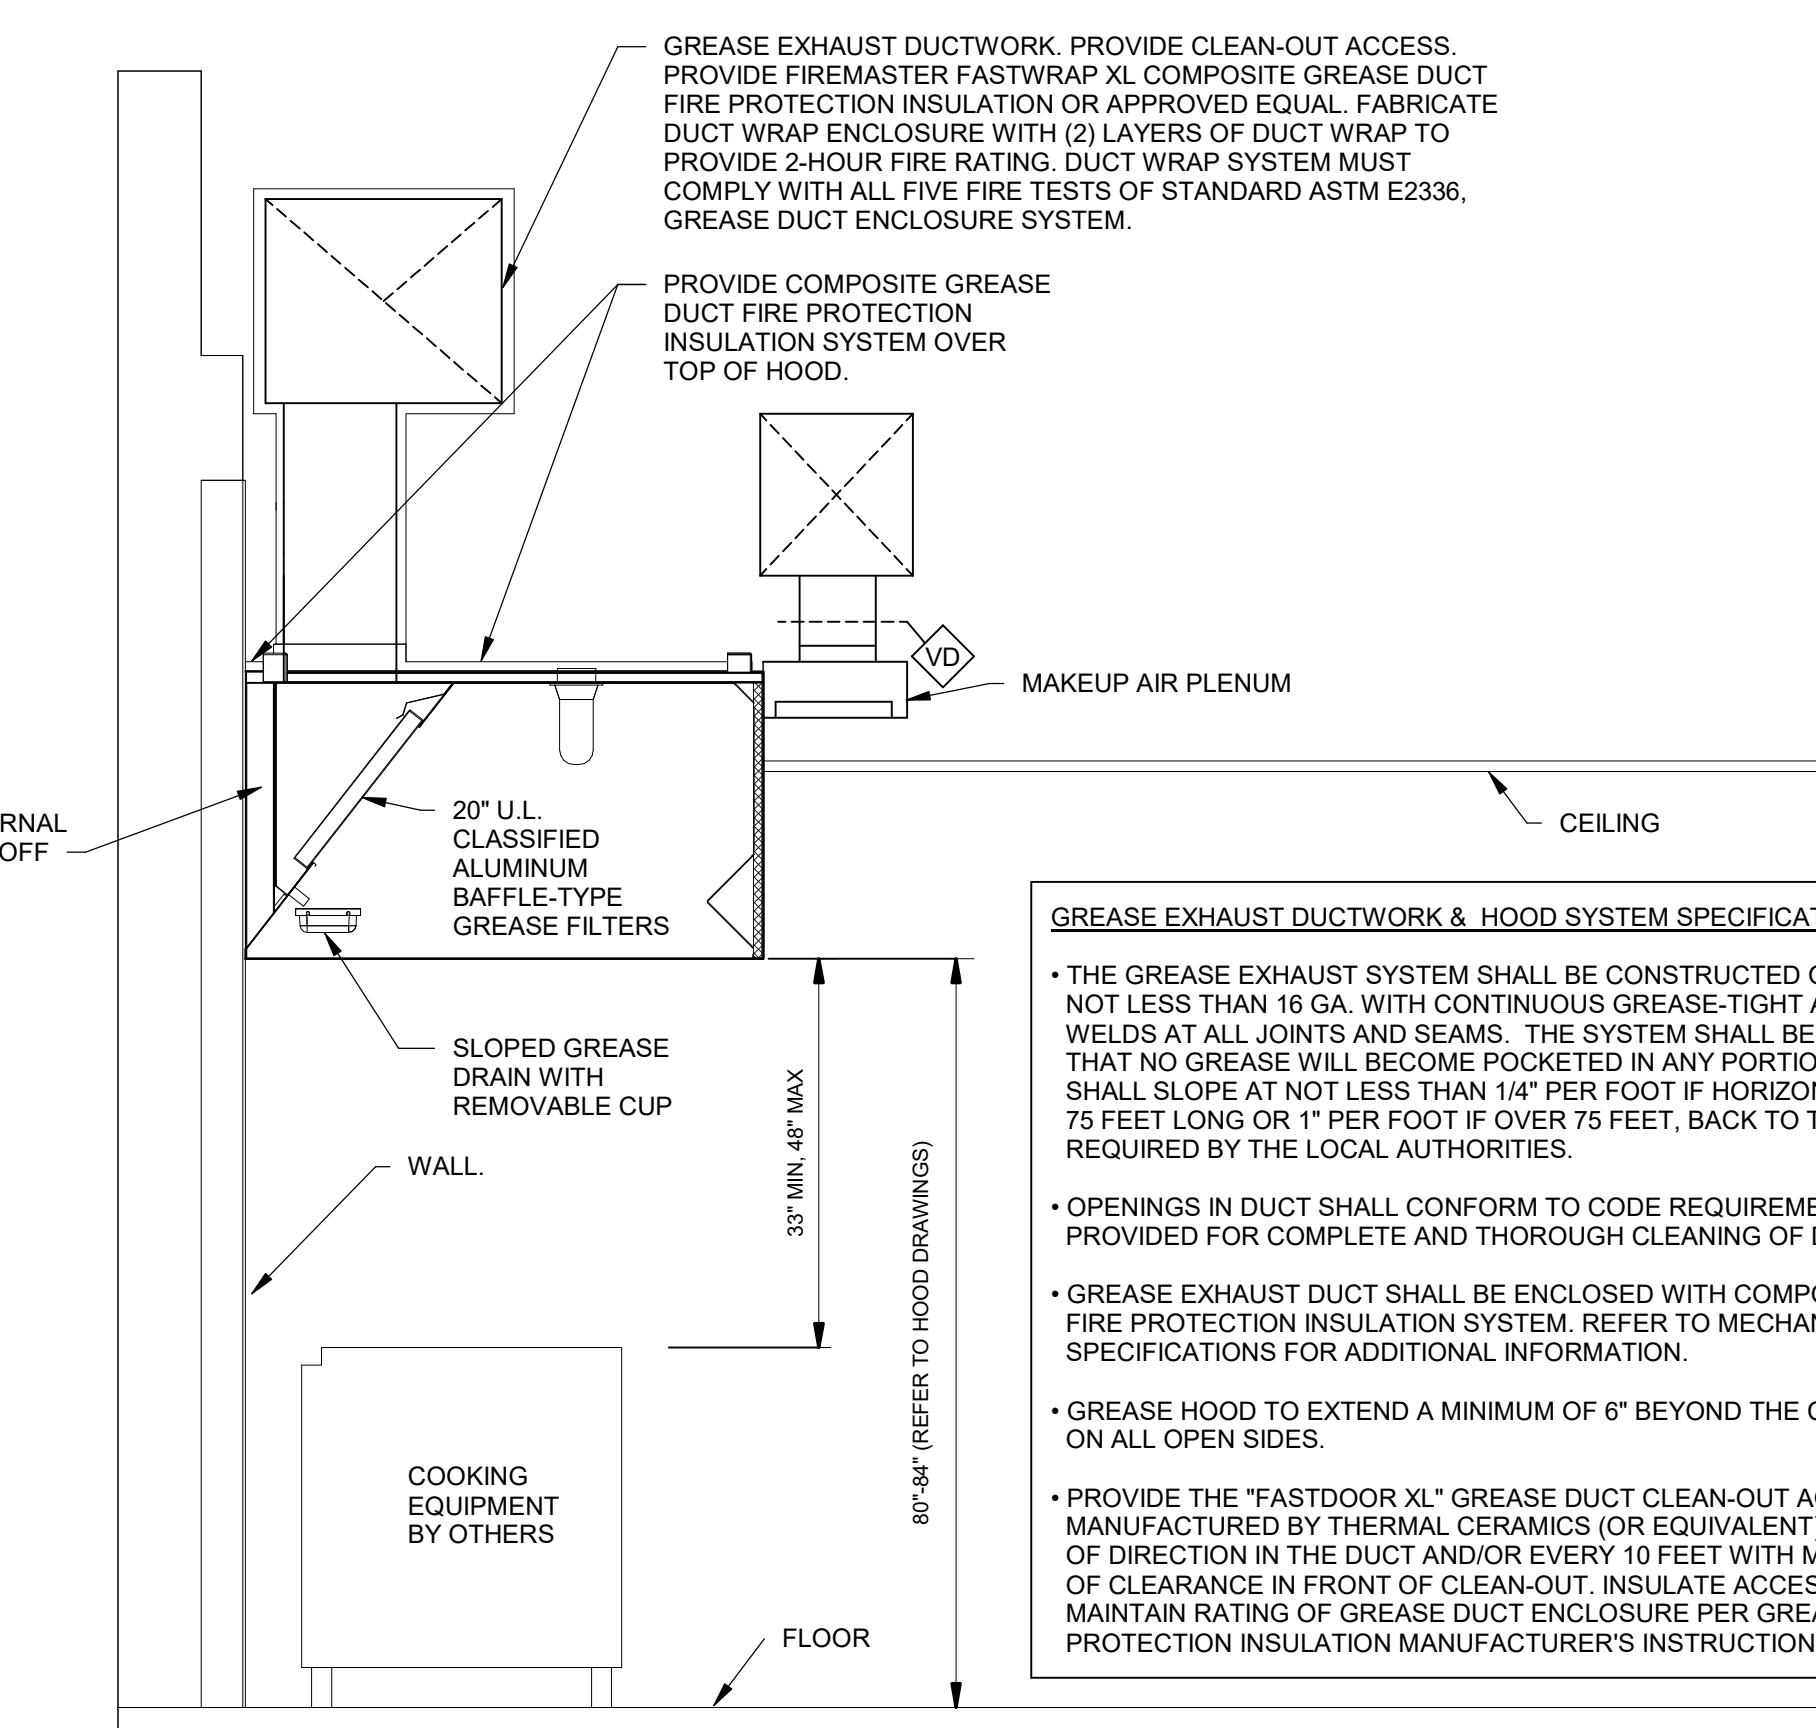 GREASE EXHAUST DUCTWORK. PROVIDE CLEAN-OUT ACCESS.
PROVIDE FIREMASTER FASTWRAP XL COMPOSITE GREASE DUCT
FIRE PROTECTION INSULATION OR APPROVED EQUAL. FABRICATE
DUCT WRAP ENCLOSURE WITH (2) LAYERS OF DUCT WRAP TO
PROVIDE 2-HOUR FIRE RATING. DUCT WRAP SYSTEM MUST
COMPLY WITH ALL FIVE FIRE TESTS OF STANDARD ASTM E2336,
GREASE DUCT ENCLOSURE SYSTEM.
PROVIDE COMPOSITE GREASE
DUCT FIRE PROTECTION
INSULATION SYSTEM OVER
TOP OF HOOD.
VD
MAKEUP AIR PLENUM
RNAL
OFF
20" U.L.
CLASSIFIED
ALUMINUM
BAFFLE-TYPE
GREASE FILTERS
CEILING
SLOPED GREASE
DRAIN WITH
REMOVABLE CUP
WALL.
33" MIN, 48" MAX
80"-84" (REFER TO HOOD DRAWINGS)
COOKING
EQUIPMENT
BY OTHERS
FLOOR
GREASE EXHAUST DUCTWORK & HOOD SYSTEM SPECIFICAT
• THE GREASE EXHAUST SYSTEM SHALL BE CONSTRUCTED
NOT LESS THAN 16 GA. WITH CONTINUOUS GREASE-TIGHT A
WELDS AT ALL JOINTS AND SEAMS. THE SYSTEM SHALL BE
THAT NO GREASE WILL BECOME POCKETED IN ANY PORTIO
SHALL SLOPE AT NOT LESS THAN 1/4" PER FOOT IF HORIZON
75 FEET LONG OR 1" PER FOOT IF OVER 75 FEET, BACK TO T
REQUIRED BY THE LOCAL AUTHORITIES.
• OPENINGS IN DUCT SHALL CONFORM TO CODE REQUIREME
PROVIDED FOR COMPLETE AND THOROUGH CLEANING OF
• GREASE EXHAUST DUCT SHALL BE ENCLOSED WITH COMPO
FIRE PROTECTION INSULATION SYSTEM. REFER TO MECHAN
SPECIFICATIONS FOR ADDITIONAL INFORMATION.
• GREASE HOOD TO EXTEND A MINIMUM OF 6" BEYOND THE
ON ALL OPEN SIDES.
• PROVIDE THE "FASTDOOR XL" GREASE DUCT CLEAN-OUT AC
MANUFACTURED BY THERMAL CERAMICS (OR EQUIVALENT)
OF DIRECTION IN THE DUCT AND/OR EVERY 10 FEET WITH M
OF CLEARANCE IN FRONT OF CLEAN-OUT. INSULATE ACCES
MAINTAIN RATING OF GREASE DUCT ENCLOSURE PER GREA
PROTECTION INSULATION MANUFACTURER'S INSTRUCTION